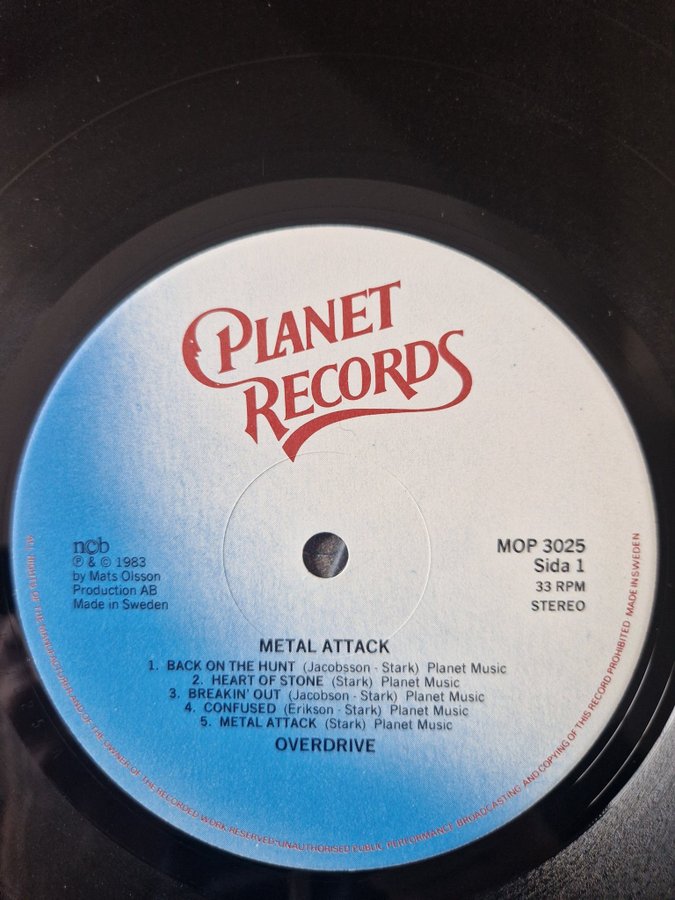 PLANET
RECORDS
ncb
℗ & © 1983
by Mats Olsson
Production AB
Made in Sweden
MOP 3025
Sida 1
33 RPM
STEREO
METAL ATTACK
1. BACK ON THE HUNT (Jacobsson - Stark) Planet Music
2. HEART OF STONE (Stark) Planet Music
3. BREAKIN' OUT (Jacobson - Stark) Planet Music
4. CONFUSED (Erikson - Stark) Planet Music
5. METAL ATTACK (Stark) Planet Music
OVERDRIVE
ALL RIGHTS OF THE MANUFACTURER AND OF THE OWNER OF THE RECORDED WORK RESERVED-UNAUTHORISED PUBLIC PERFORMANCE BROADCASTING AND COPYING OF THIS RECORD PROHIBITED MADE IN SWEDEN